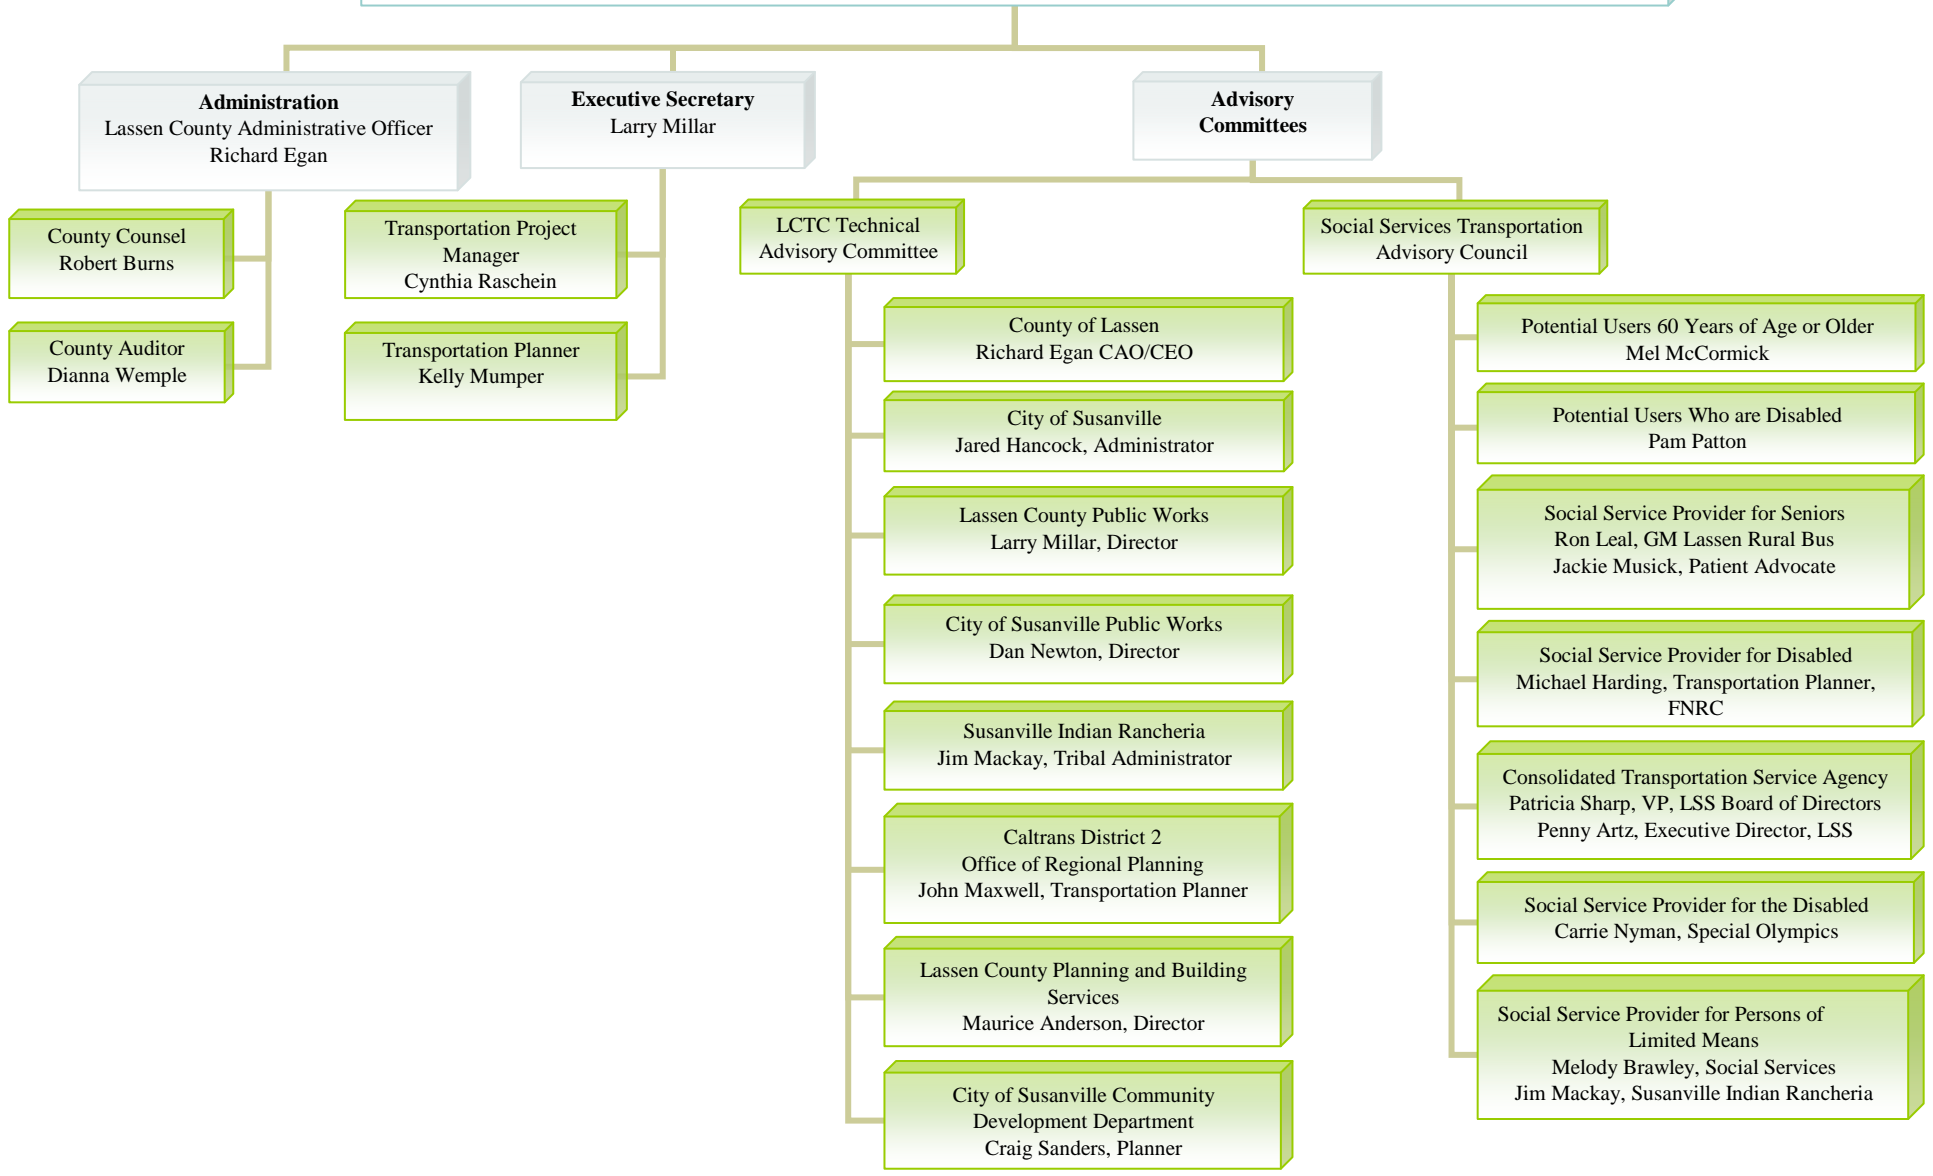 Administration
Lassen County Administrative Officer
Richard Egan
Executive Secretary
Larry Millar
Advisory
Committees
County Counsel
Robert Burns
County Auditor
Dianna Wemple
Transportation Project
Manager
Cynthia Raschein
Transportation Planner
Kelly Mumper
LCTC Technical
Advisory Committee
County of Lassen
Richard Egan CAO/CEO
City of Susanville
Jared Hancock, Administrator
Lassen County Public Works
Larry Millar, Director
City of Susanville Public Works
Dan Newton, Director
Susanville Indian Rancheria
Jim Mackay, Tribal Administrator
Caltrans District 2
Office of Regional Planning
John Maxwell, Transportation Planner
Lassen County Planning and Building
Services
Maurice Anderson, Director
City of Susanville Community
Development Department
Craig Sanders, Planner
Social Services Transportation
Advisory Council
Potential Users 60 Years of Age or Older
Mel McCormick
Potential Users Who are Disabled
Pam Patton
Social Service Provider for Seniors
Ron Leal, GM Lassen Rural Bus
Jackie Musick, Patient Advocate
Social Service Provider for Disabled
Michael Harding, Transportation Planner,
FNRC
Consolidated Transportation Service Agency
Patricia Sharp, VP, LSS Board of Directors
Penny Artz, Executive Director, LSS
Social Service Provider for the Disabled
Carrie Nyman, Special Olympics
Social Service Provider for Persons of
Limited Means
Melody Brawley, Social Services
Jim Mackay, Susanville Indian Rancheria